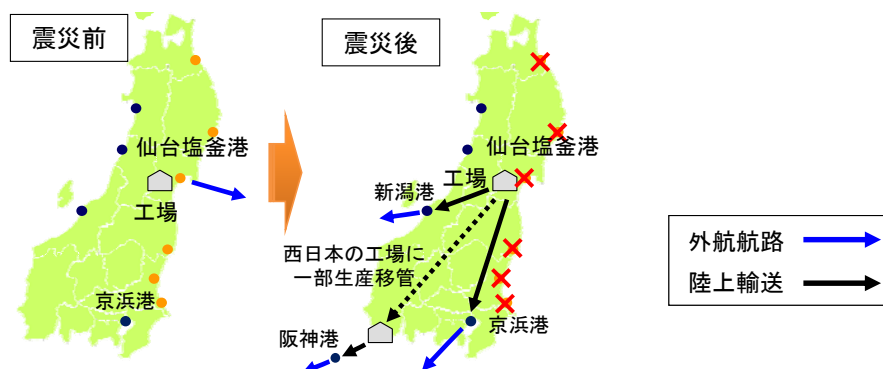 震災前
仙台塩釜港
工場
京浜港
震災後
仙台塩釜港
工場
新潟港
西日本の工場に
一部生産移管
阪神港
京浜港
外航航路
陸上輸送